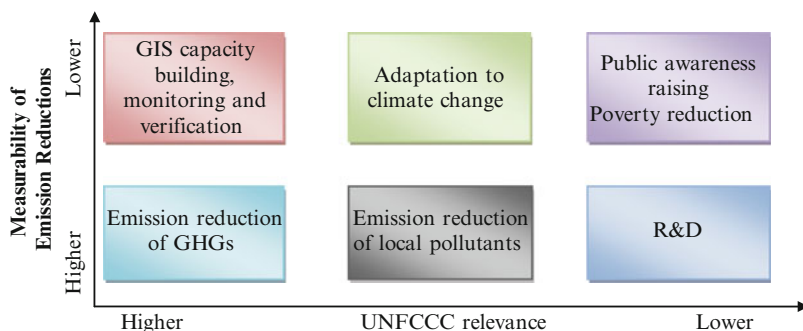 Measurability of
Emission Reductions
Lower
Higher
GIS capacity
building,
monitoring and
verification
Adaptation to
climate change
Public awareness
raising
Poverty reduction
Emission reduction
of GHGs
Emission reduction
of local pollutants
R&D
Higher
UNFCCC relevance
Lower